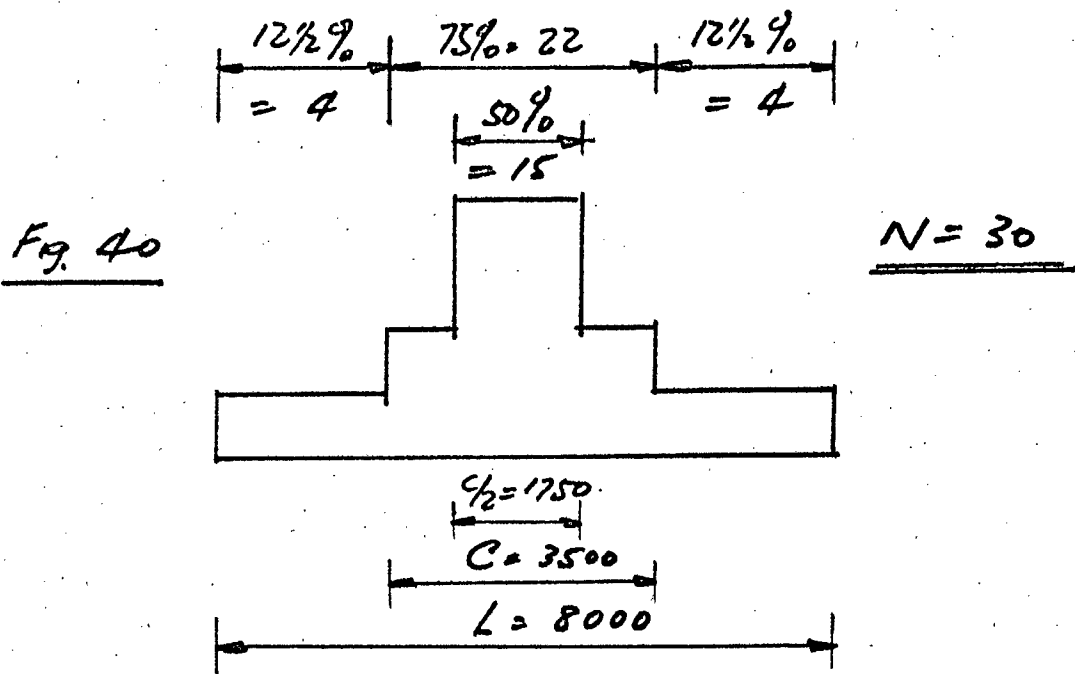 12½% 75% = 22 12½%
= 4 = 4
50%
= 15
Fig. 40 N = 30
C/2 = 1750
C = 3500
L = 8000